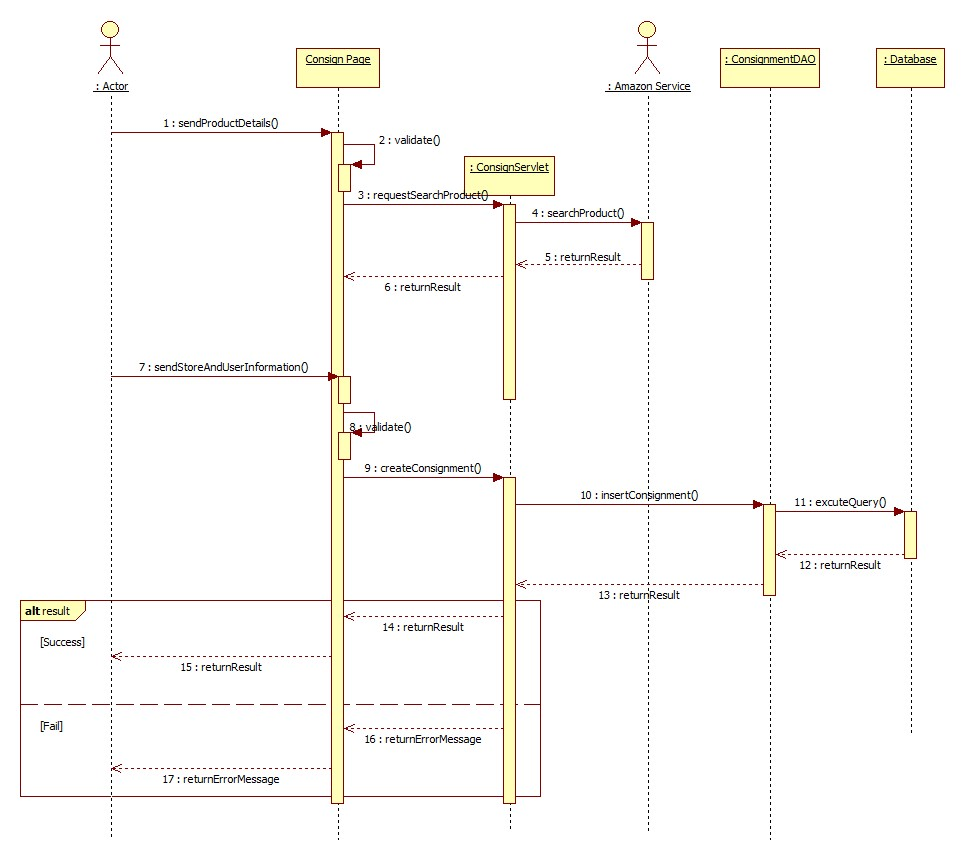 : Actor
Consign Page
: Amazon Service
: ConsignmentDAO
: Database
1 : sendProductDetails()
2 : validate()
: ConsignServlet
3 : requestSearchProduct()
4 : searchProduct()
5 : returnResult
6 : returnResult
7 : sendStoreAndUserInformation()
8 : validate()
9 : createConsignment()
10 : insertConsignment()
11 : excuteQuery()
12 : returnResult
13 : returnResult
alt result
14 : returnResult
[Success]
15 : returnResult
[Fail]
16 : returnErrorMessage
17 : returnErrorMessage